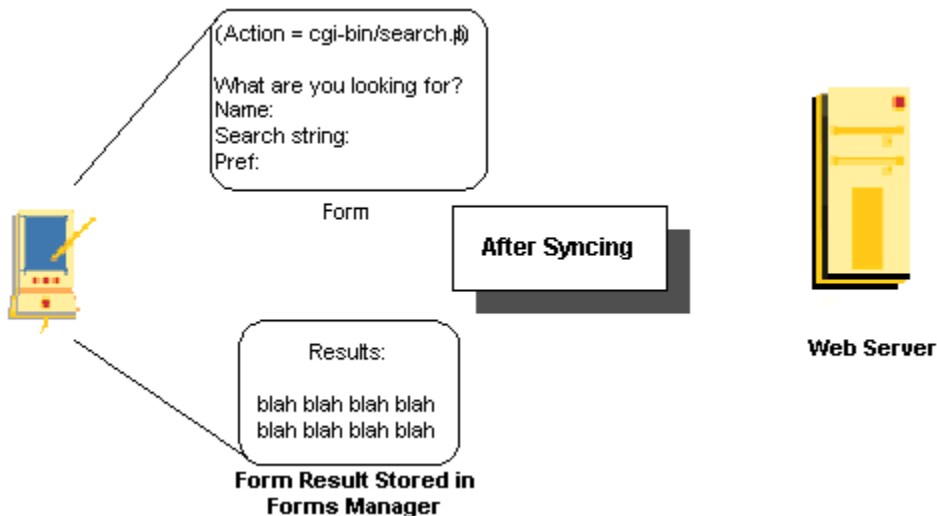 (Action = cgi-bin/search.pl)
What are you looking for?
Name:
Search string:
Pref:
Form
After Syncing
Web Server
Results:
blah blah blah blah
blah blah blah blah
Form Result Stored in
Forms Manager